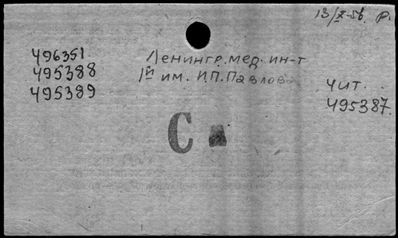 13/X-56. Р.
496351
495388
495389
Ленингр. мед. ин-т
1й им. И.П. Павлова
Чит.
495387.
С